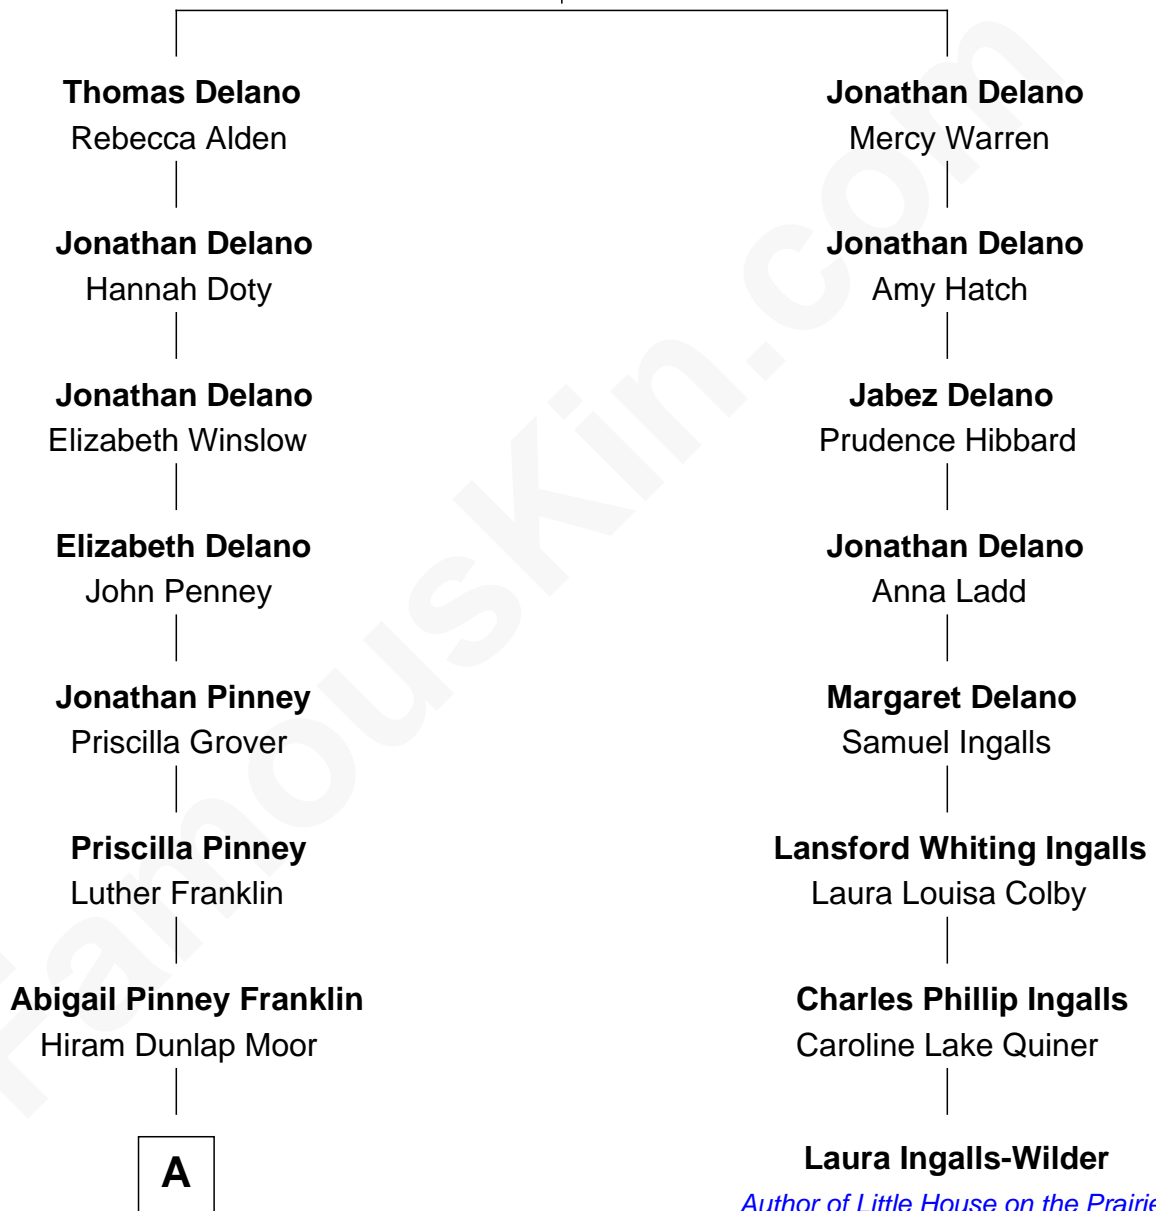 Thomas Delano
Rebecca Alden
Jonathan Delano
Hannah Doty
Jonathan Delano
Elizabeth Winslow
Elizabeth Delano
John Penney
Jonathan Pinney
Priscilla Grover
Priscilla Pinney
Luther Franklin
Abigail Pinney Franklin
Hiram Dunlap Moor
A
Jonathan Delano
Mercy Warren
Jonathan Delano
Amy Hatch
Jabez Delano
Prudence Hibbard
Jonathan Delano
Anna Ladd
Margaret Delano
Samuel Ingalls
Lansford Whiting Ingalls
Laura Louisa Colby
Charles Phillip Ingalls
Caroline Lake Quiner
Laura Ingalls-Wilder
Author of Little House on the Prairie
FamousKin.com